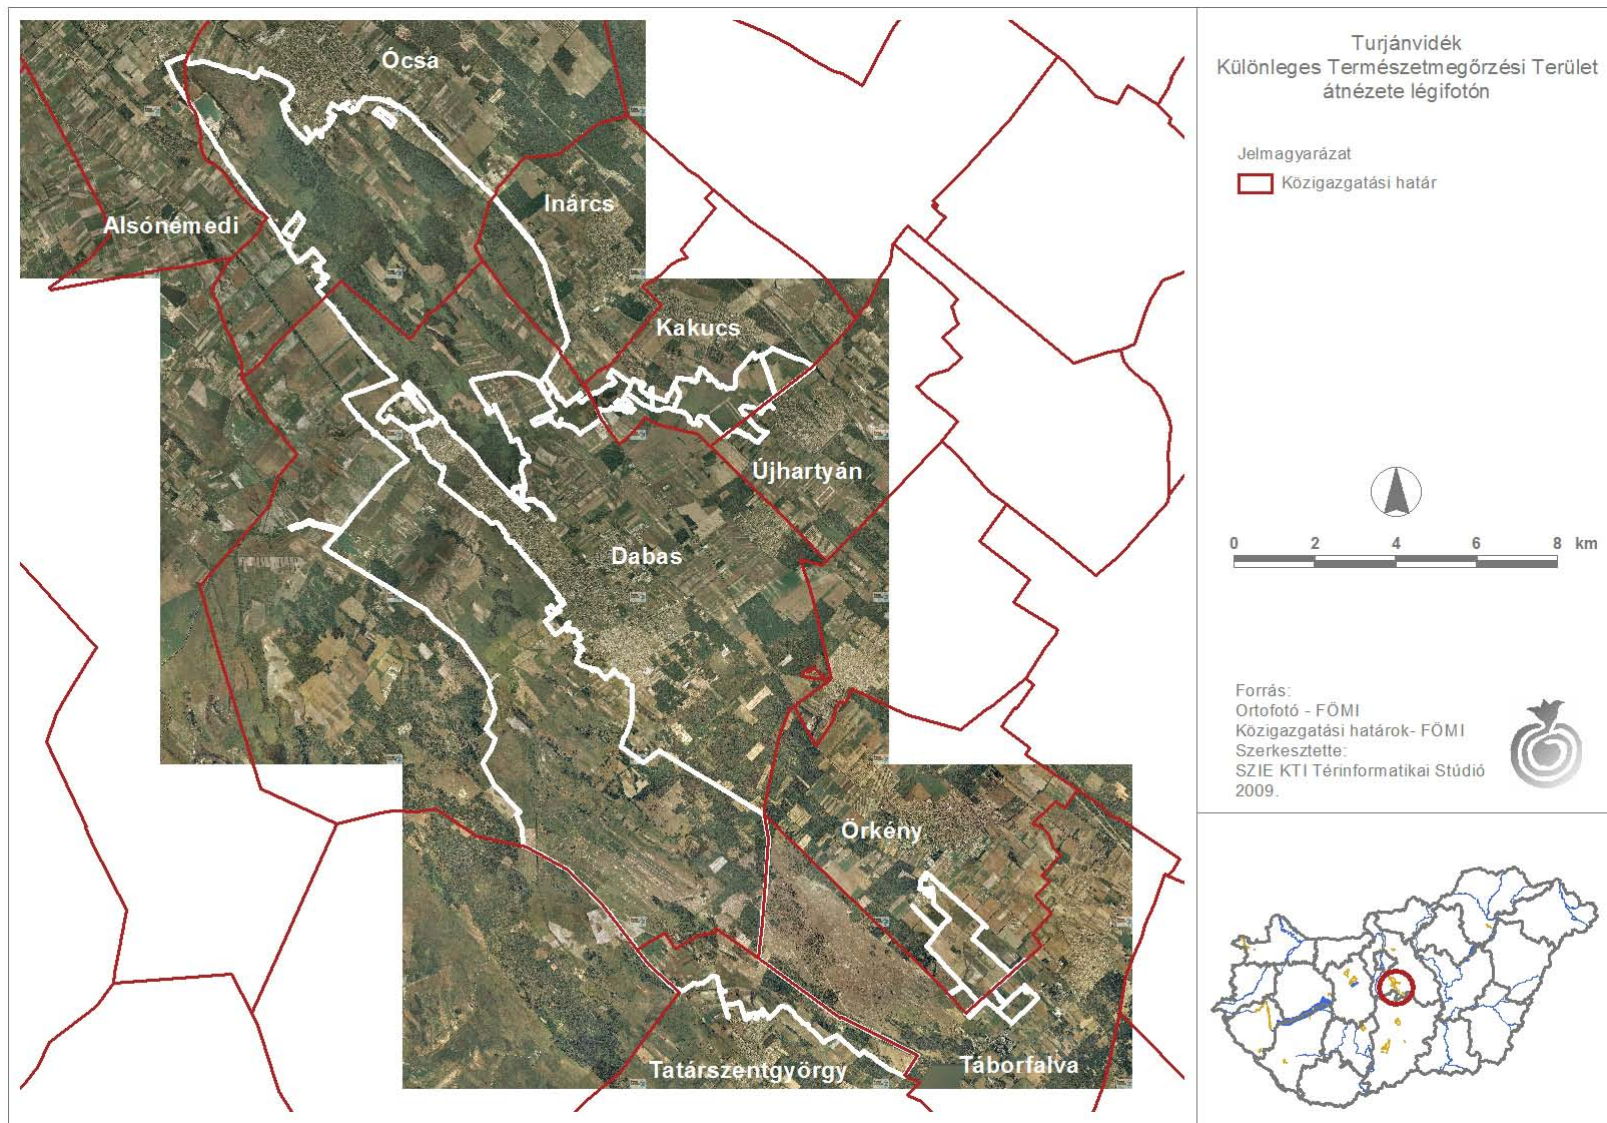 Ócsa
Inárcs
Alsónémedi
Kakucs
Újhartyán
Dabas
Örkény
Tatárszentgyörgy
Táborfalva
Turjánvidék
Különleges Természetmegőrzési Terület
átnézete légifotón
Jelmagyarázat
Közigazgatási határ
0 2 4 6 8 km
Forrás:
Ortofotó - FÖMI
Közigazgatási határok- FÖMI
Szerkesztette:
SZIE KTI Térinformatikai Stúdió
2009.